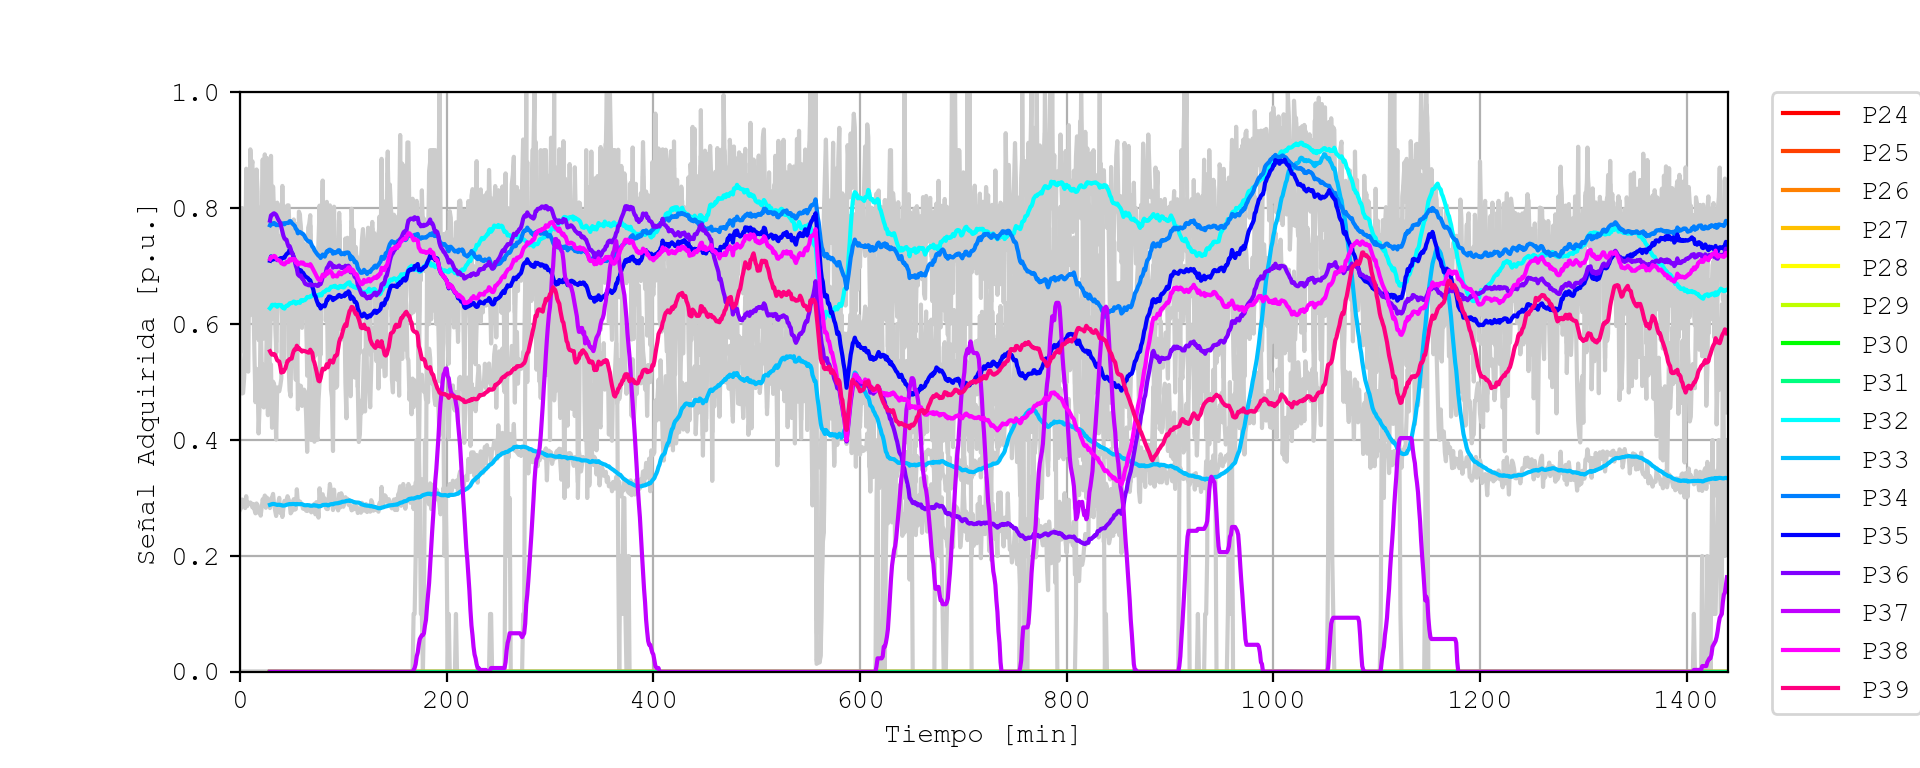 1.0
0.8
0.6
0.4
0.2
0.0
Señal Adquirida [p.u.]
0 200 400 600 800 1000 1200 1400
Tiempo [min]
P24
P25
P26
P27
P28
P29
P30
P31
P32
P33
P34
P35
P36
P37
P38
P39